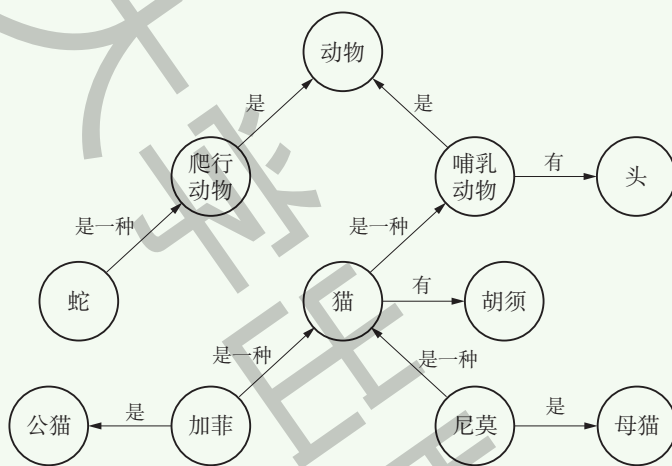 动物
是
是
爬行
动物
哺乳
动物
有
头
是一种
是一种
蛇
猫
有
胡须
是一种
是一种
公猫
是
加菲
尼莫
是
母猫